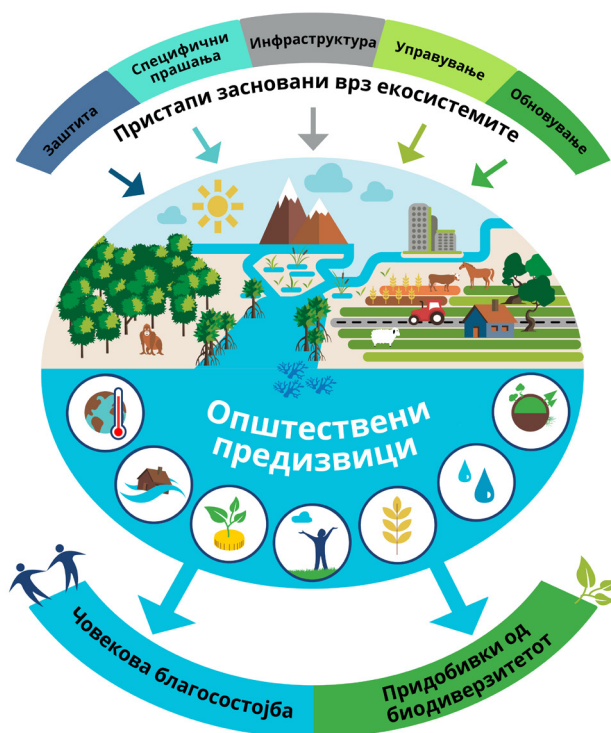 Заштита
Специфични
прашања
Инфраструктура
Управување
Обновување
Пристапи засновани врз екосистемите
Општествени
предизвици
Човекова благосостојба
Придобивки од
биодиверзитетот